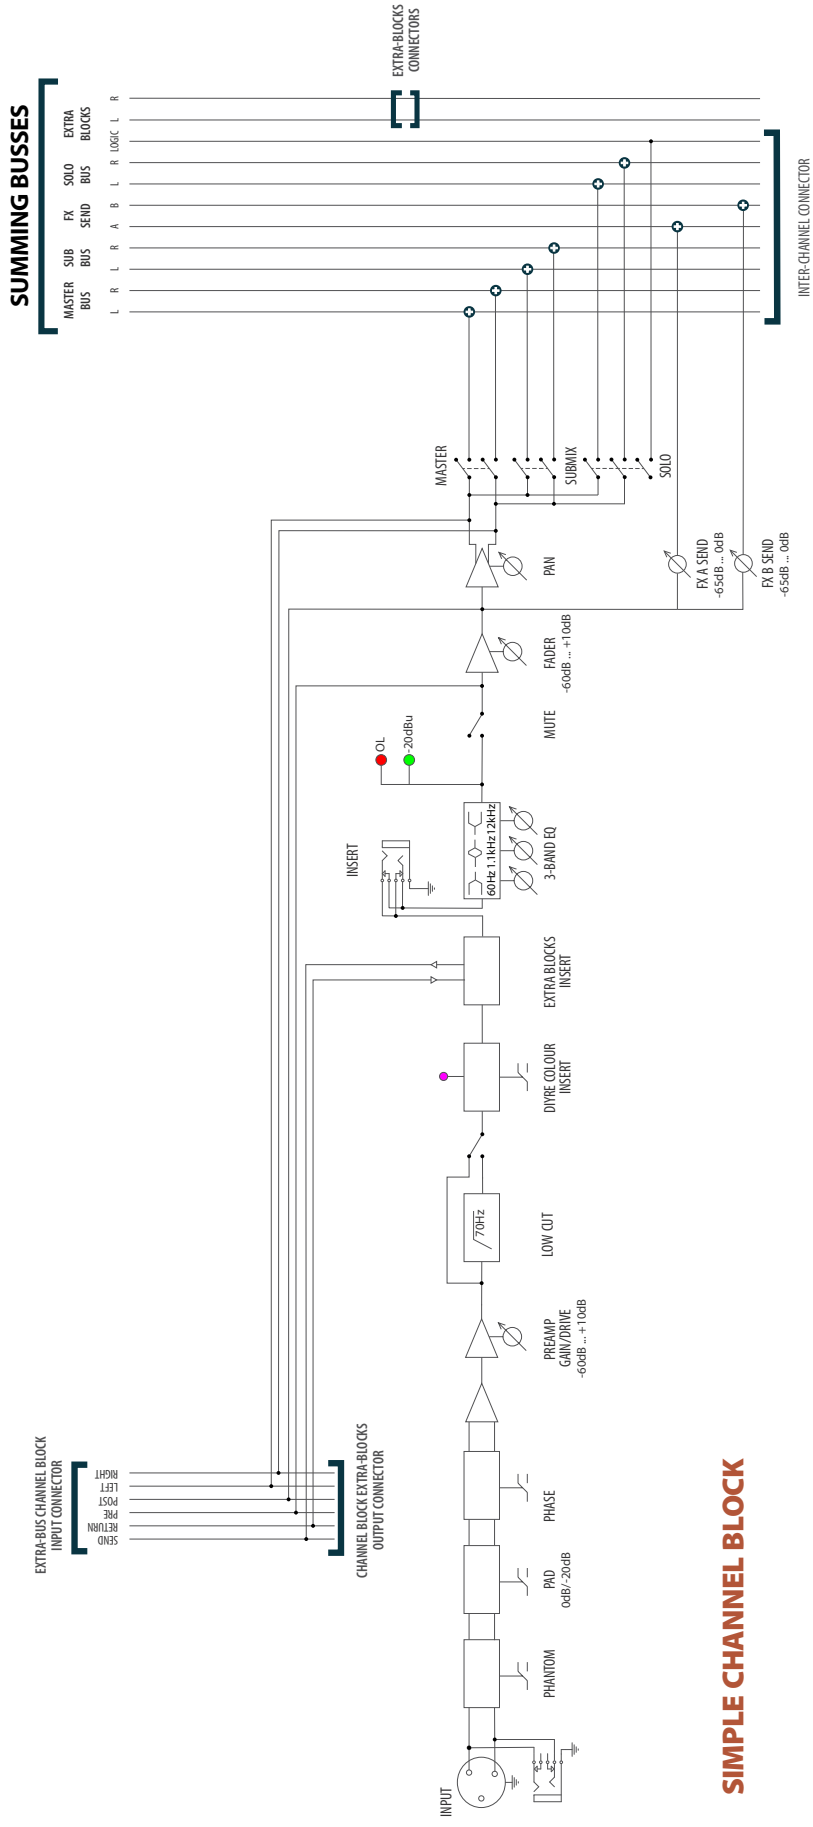 SUMMING BUSSES
MASTER
BUS
SUB
BUS
FX
SEND
SOLO
BUS
EXTRA
BLOCKS
L
R
L
R
A
B
L
R
LOGIC
L
R
EXTRA-BLOCKS
CONNECTORS
INTER-CHANNEL CONNECTOR
MASTER
SUBMIX
SOLO
PAN
FX A SEND
-65dB ... 0dB
FX B SEND
-65dB ... 0dB
FADER
-60dB ... +10dB
MUTE
OL
-20dBu
INSERT
60Hz 1.1kHz 12kHz
3-BAND EQ
EXTRA BLOCKS
INSERT
DIYRE COLOUR
INSERT
70Hz
LOW CUT
PREAMP
GAIN/DRIVE
-60dB ... +10dB
EXTRA-BUS CHANNEL BLOCK
INPUT CONNECTOR
RIGHT
LEFT
POST
PRE
RETURN
SEND
CHANNEL BLOCK EXTRA-BLOCKS
OUTPUT CONNECTOR
PHASE
PAD
0dB/-20dB
PHANTOM
INPUT
SIMPLE CHANNEL BLOCK